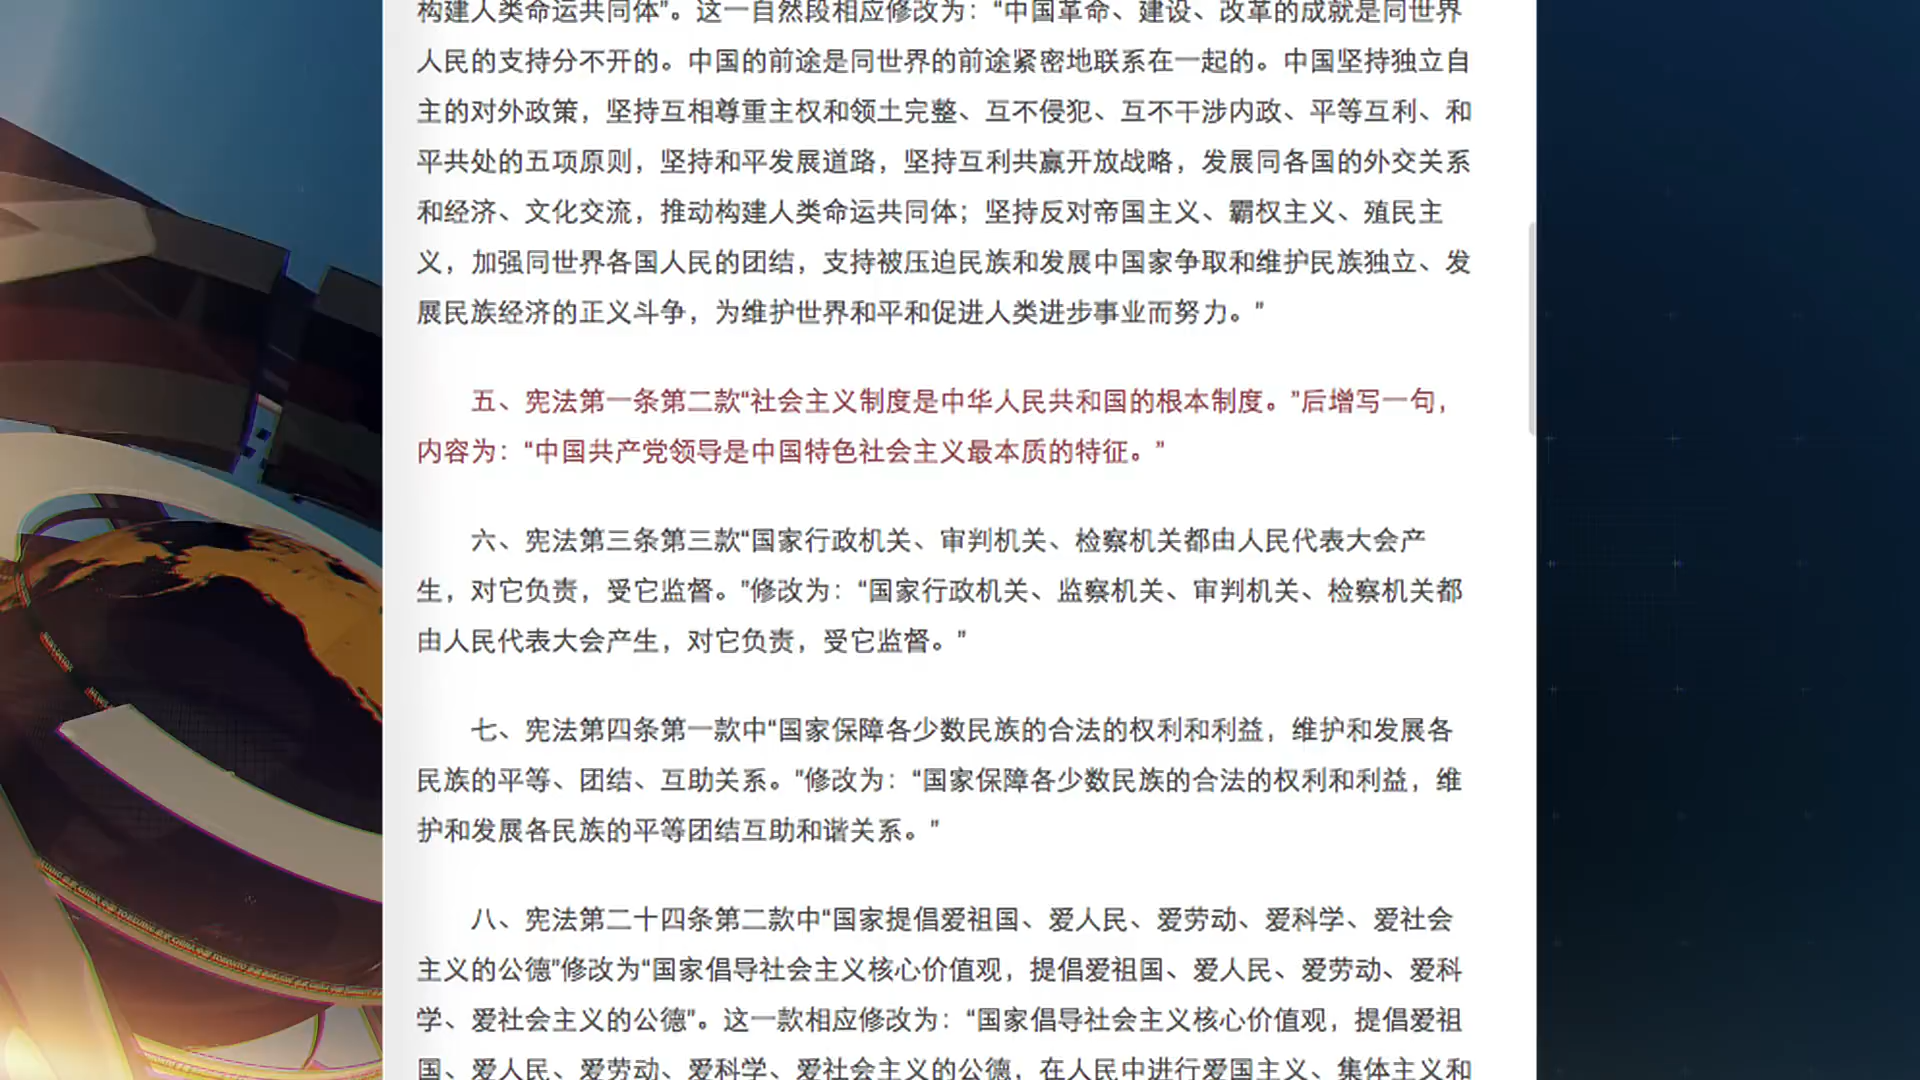 构建人类命运共同体”。这一自然段相应修改为：“中国革命、建设、改革的成就是同世界
人民的支持分不开的。中国的前途是同世界的前途紧密地联系在一起的。中国坚持独立自
主的对外政策，坚持互相尊重主权和领土完整、互不侵犯、互不干涉内政、平等互利、和
平共处的五项原则，坚持和平发展道路，坚持互利共赢开放战略，发展同各国的外交关系
和经济、文化交流，推动构建人类命运共同体；坚持反对帝国主义、霸权主义、殖民主
义，加强同世界各国人民的团结，支持被压迫民族和发展中国家争取和维护民族独立、发
展民族经济的正义斗争，为维护世界和平和促进人类进步事业而努力。”
五、宪法第一条第二款“社会主义制度是中华人民共和国的根本制度。”后增写一句，
内容为：“中国共产党领导是中国特色社会主义最本质的特征。”
六、宪法第三条第三款“国家行政机关、审判机关、检察机关都由人民代表大会产
生，对它负责，受它监督。”修改为：“国家行政机关、监察机关、审判机关、检察机关都
由人民代表大会产生，对它负责，受它监督。”
七、宪法第四条第一款中“国家保障各少数民族的合法的权利和利益，维护和发展各
民族的平等、团结、互助关系。”修改为：“国家保障各少数民族的合法的权利和利益，维
护和发展各民族的平等团结互助和谐关系。”
八、宪法第二十四条第二款中“国家提倡爱祖国、爱人民、爱劳动、爱科学、爱社会
主义的公德”修改为“国家倡导社会主义核心价值观，提倡爱祖国、爱人民、爱劳动、爱科
学、爱社会主义的公德”。这一款相应修改为：“国家倡导社会主义核心价值观，提倡爱祖
国、爱人民、爱劳动、爱科学、爱社会主义的公德，在人民中进行爱国主义、集体主义和